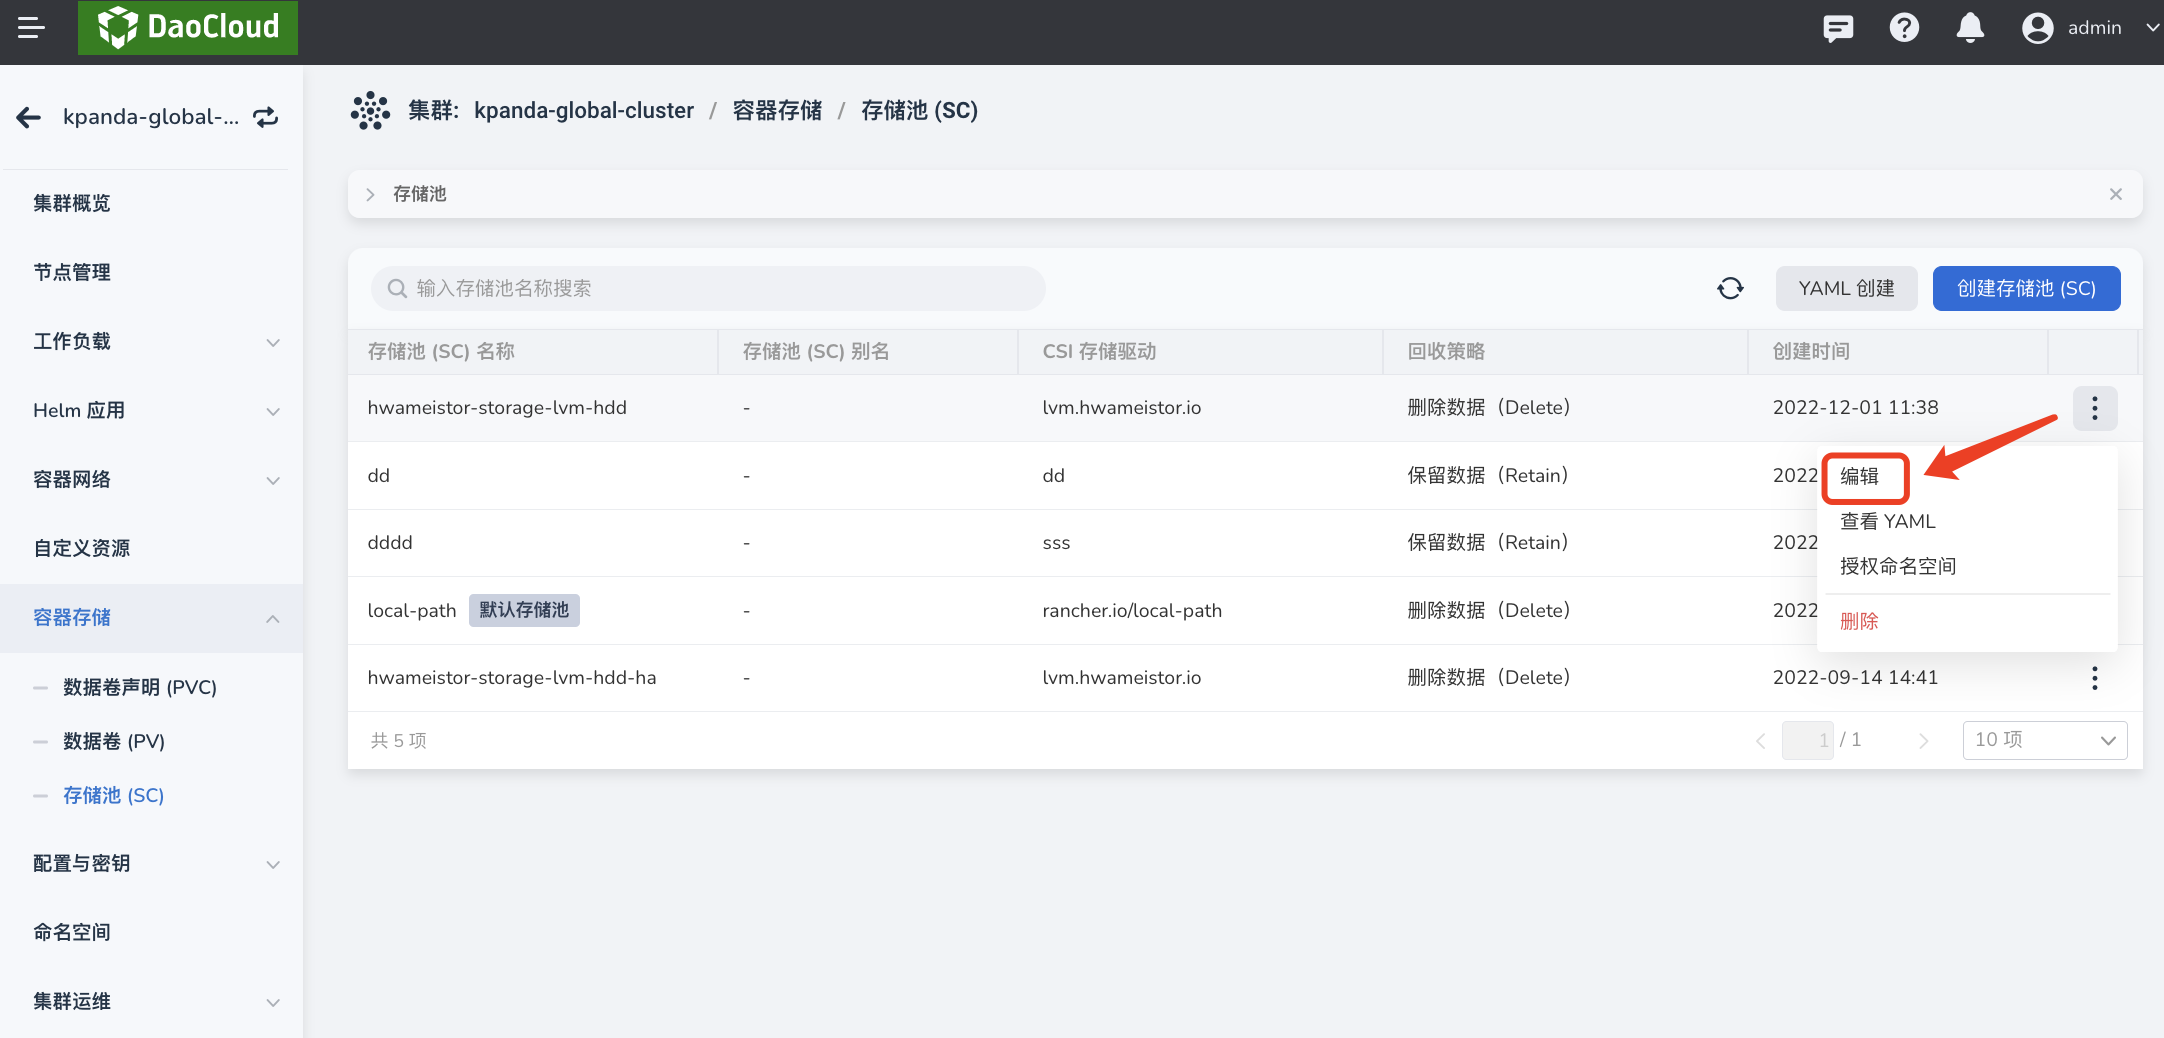 DaoCloud
admin
kpanda-global-...
集群: kpanda-global-cluster / 容器存储 / 存储池 (SC)
集群概览
节点管理
工作负载
Helm 应用
容器网络
自定义资源
容器存储
数据卷声明 (PVC)
数据卷 (PV)
存储池 (SC)
配置与密钥
命名空间
集群运维
存储池
输入存储池名称搜索
YAML 创建
创建存储池 (SC)
存储池 (SC) 名称 存储池 (SC) 别名 CSI 存储驱动 回收策略 创建时间
hwameistor-storage-lvm-hdd - lvm.hwameistor.io 删除数据（Delete） 2022-12-01 11:38
dd - dd 保留数据（Retain） 2022
dddd - sss 保留数据（Retain） 2022
local-path 默认存储池 - rancher.io/local-path 删除数据（Delete） 2022
hwameistor-storage-lvm-hdd-ha - lvm.hwameistor.io 删除数据（Delete） 2022-09-14 14:41
编辑
查看 YAML
授权命名空间
删除
共 5 项
1 / 1
10 项